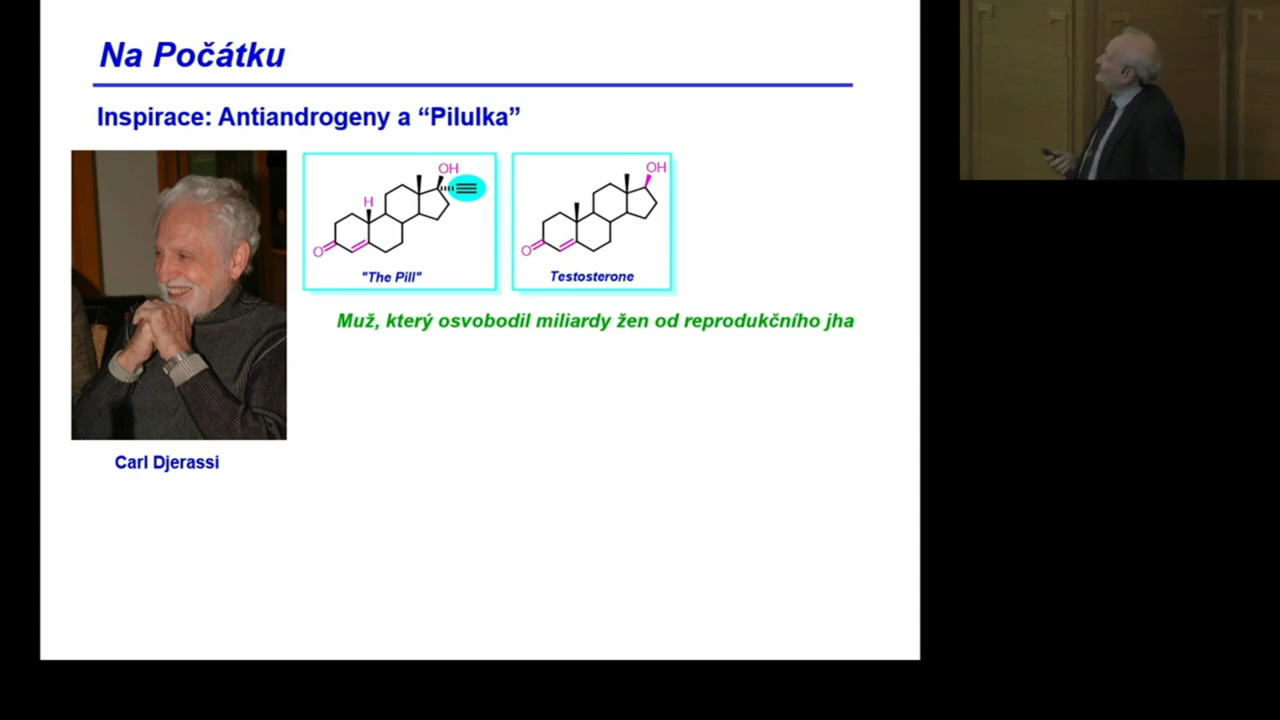 Na Počátku
Inspirace: Antiandrogeny a “Pilulka”
OH
H
O
"The Pill"
OH
O
Testosterone
Muž, který osvobodil miliardy žen od reprodukčního jha
Carl Djerassi